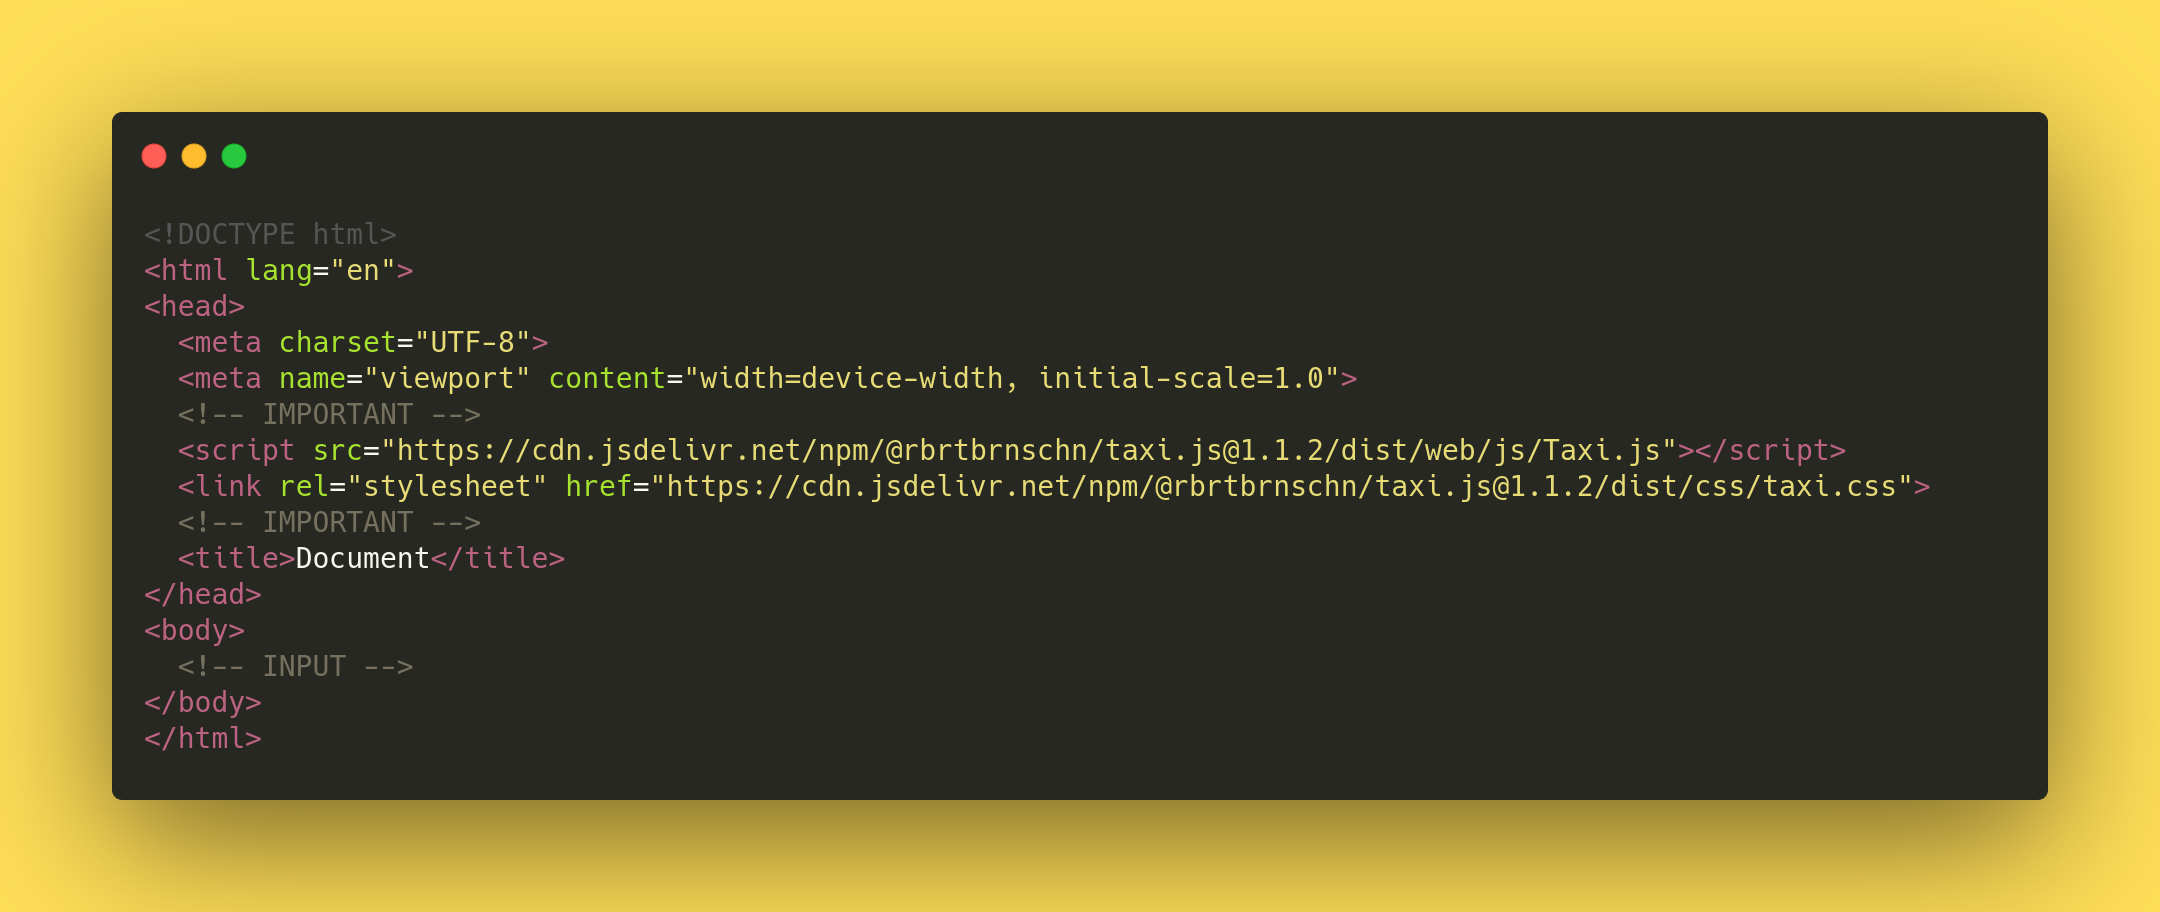 <!DOCTYPE html>
<html lang="en">
<head>
  <meta charset="UTF-8">
  <meta name="viewport" content="width=device-width, initial-scale=1.0">
  <!-- IMPORTANT -->
  <script src="https://cdn.jsdelivr.net/npm/@rbrtbrnschn/taxi.js@1.1.2/dist/web/js/Taxi.js"></script>
  <link rel="stylesheet" href="https://cdn.jsdelivr.net/npm/@rbrtbrnschn/taxi.js@1.1.2/dist/css/taxi.css">
  <!-- IMPORTANT -->
  <title>Document</title>
</head>
<body>
  <!-- INPUT -->
</body>
</html>